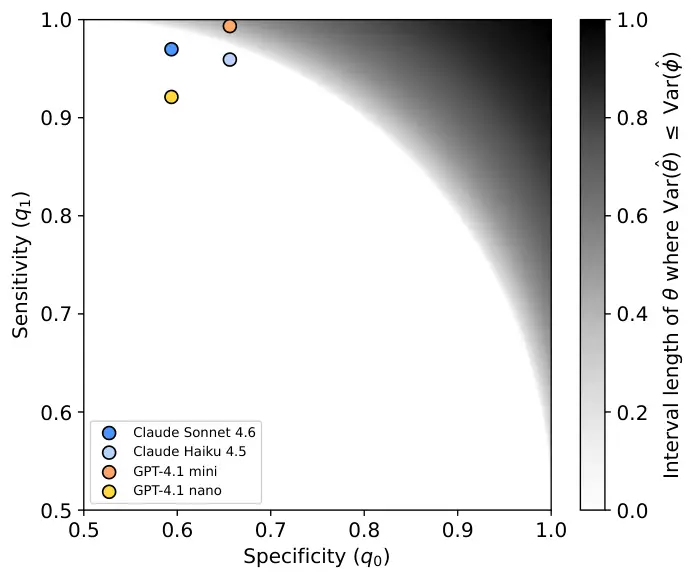 1.0
0.9
0.8
0.7
0.6
0.5
Sensitivity (q₁)
0.5
0.6
0.7
0.8
0.9
1.0
Specificity (q₀)
Claude Sonnet 4.6
Claude Haiku 4.5
GPT-4.1 mini
GPT-4.1 nano
1.0
0.8
0.6
0.4
0.2
0.0
Interval length of θ where Var(θ̂) ≤ Var(ϕ̂)